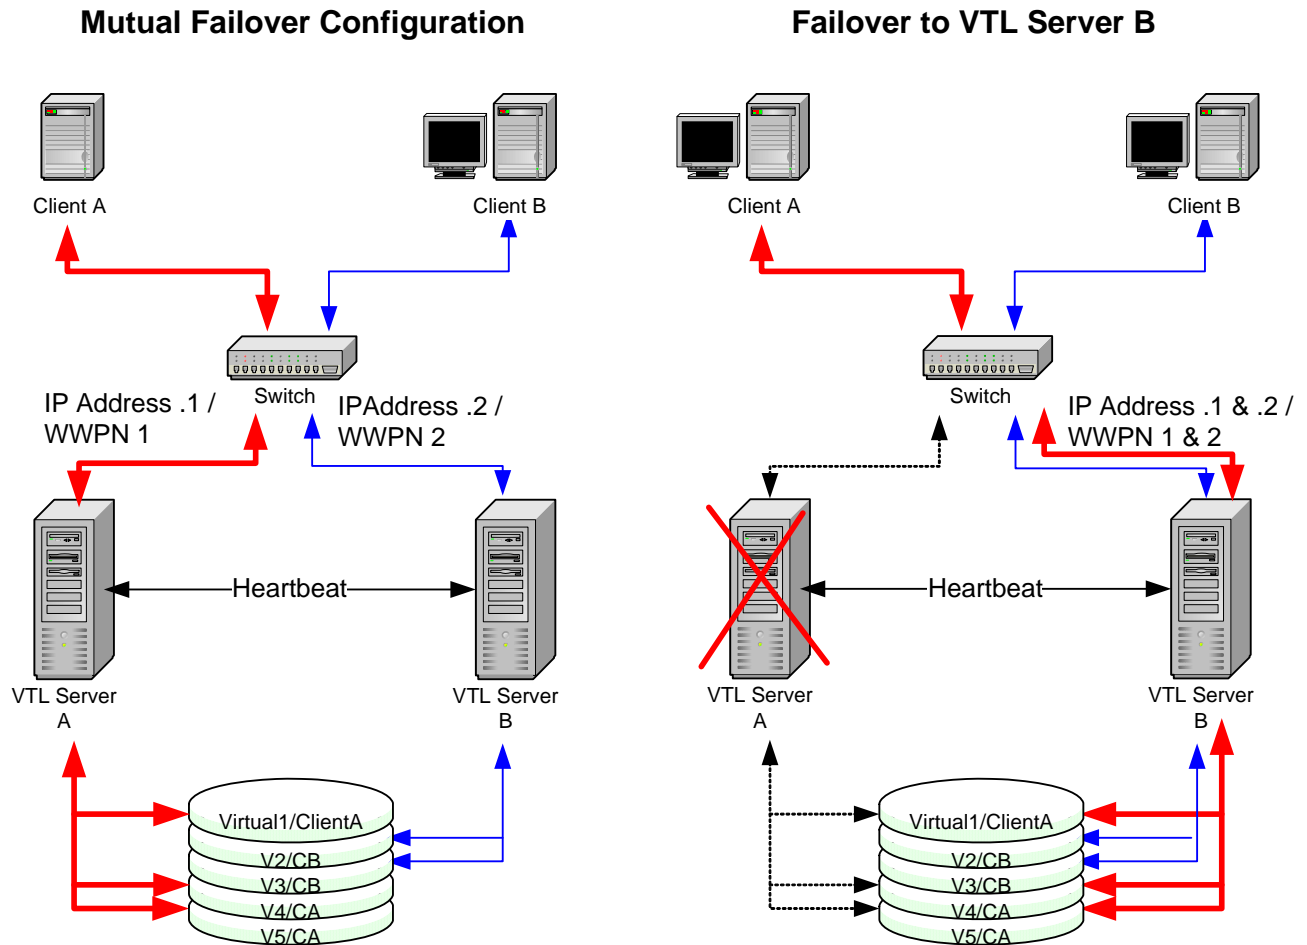 Mutual Failover Configuration
Client A
Client B
Switch
IP Address .1 /
WWPN 1
IPAddress .2 /
WWPN 2
Heartbeat
VTL Server
A
VTL Server
B
Virtual1/ClientA
V2/CB
V3/CB
V4/CA
V5/CA
Failover to VTL Server B
Client A
Client B
Switch
IP Address .1 & .2 /
WWPN 1 & 2
Heartbeat
VTL Server
A
VTL Server
B
Virtual1/ClientA
V2/CB
V3/CB
V4/CA
V5/CA